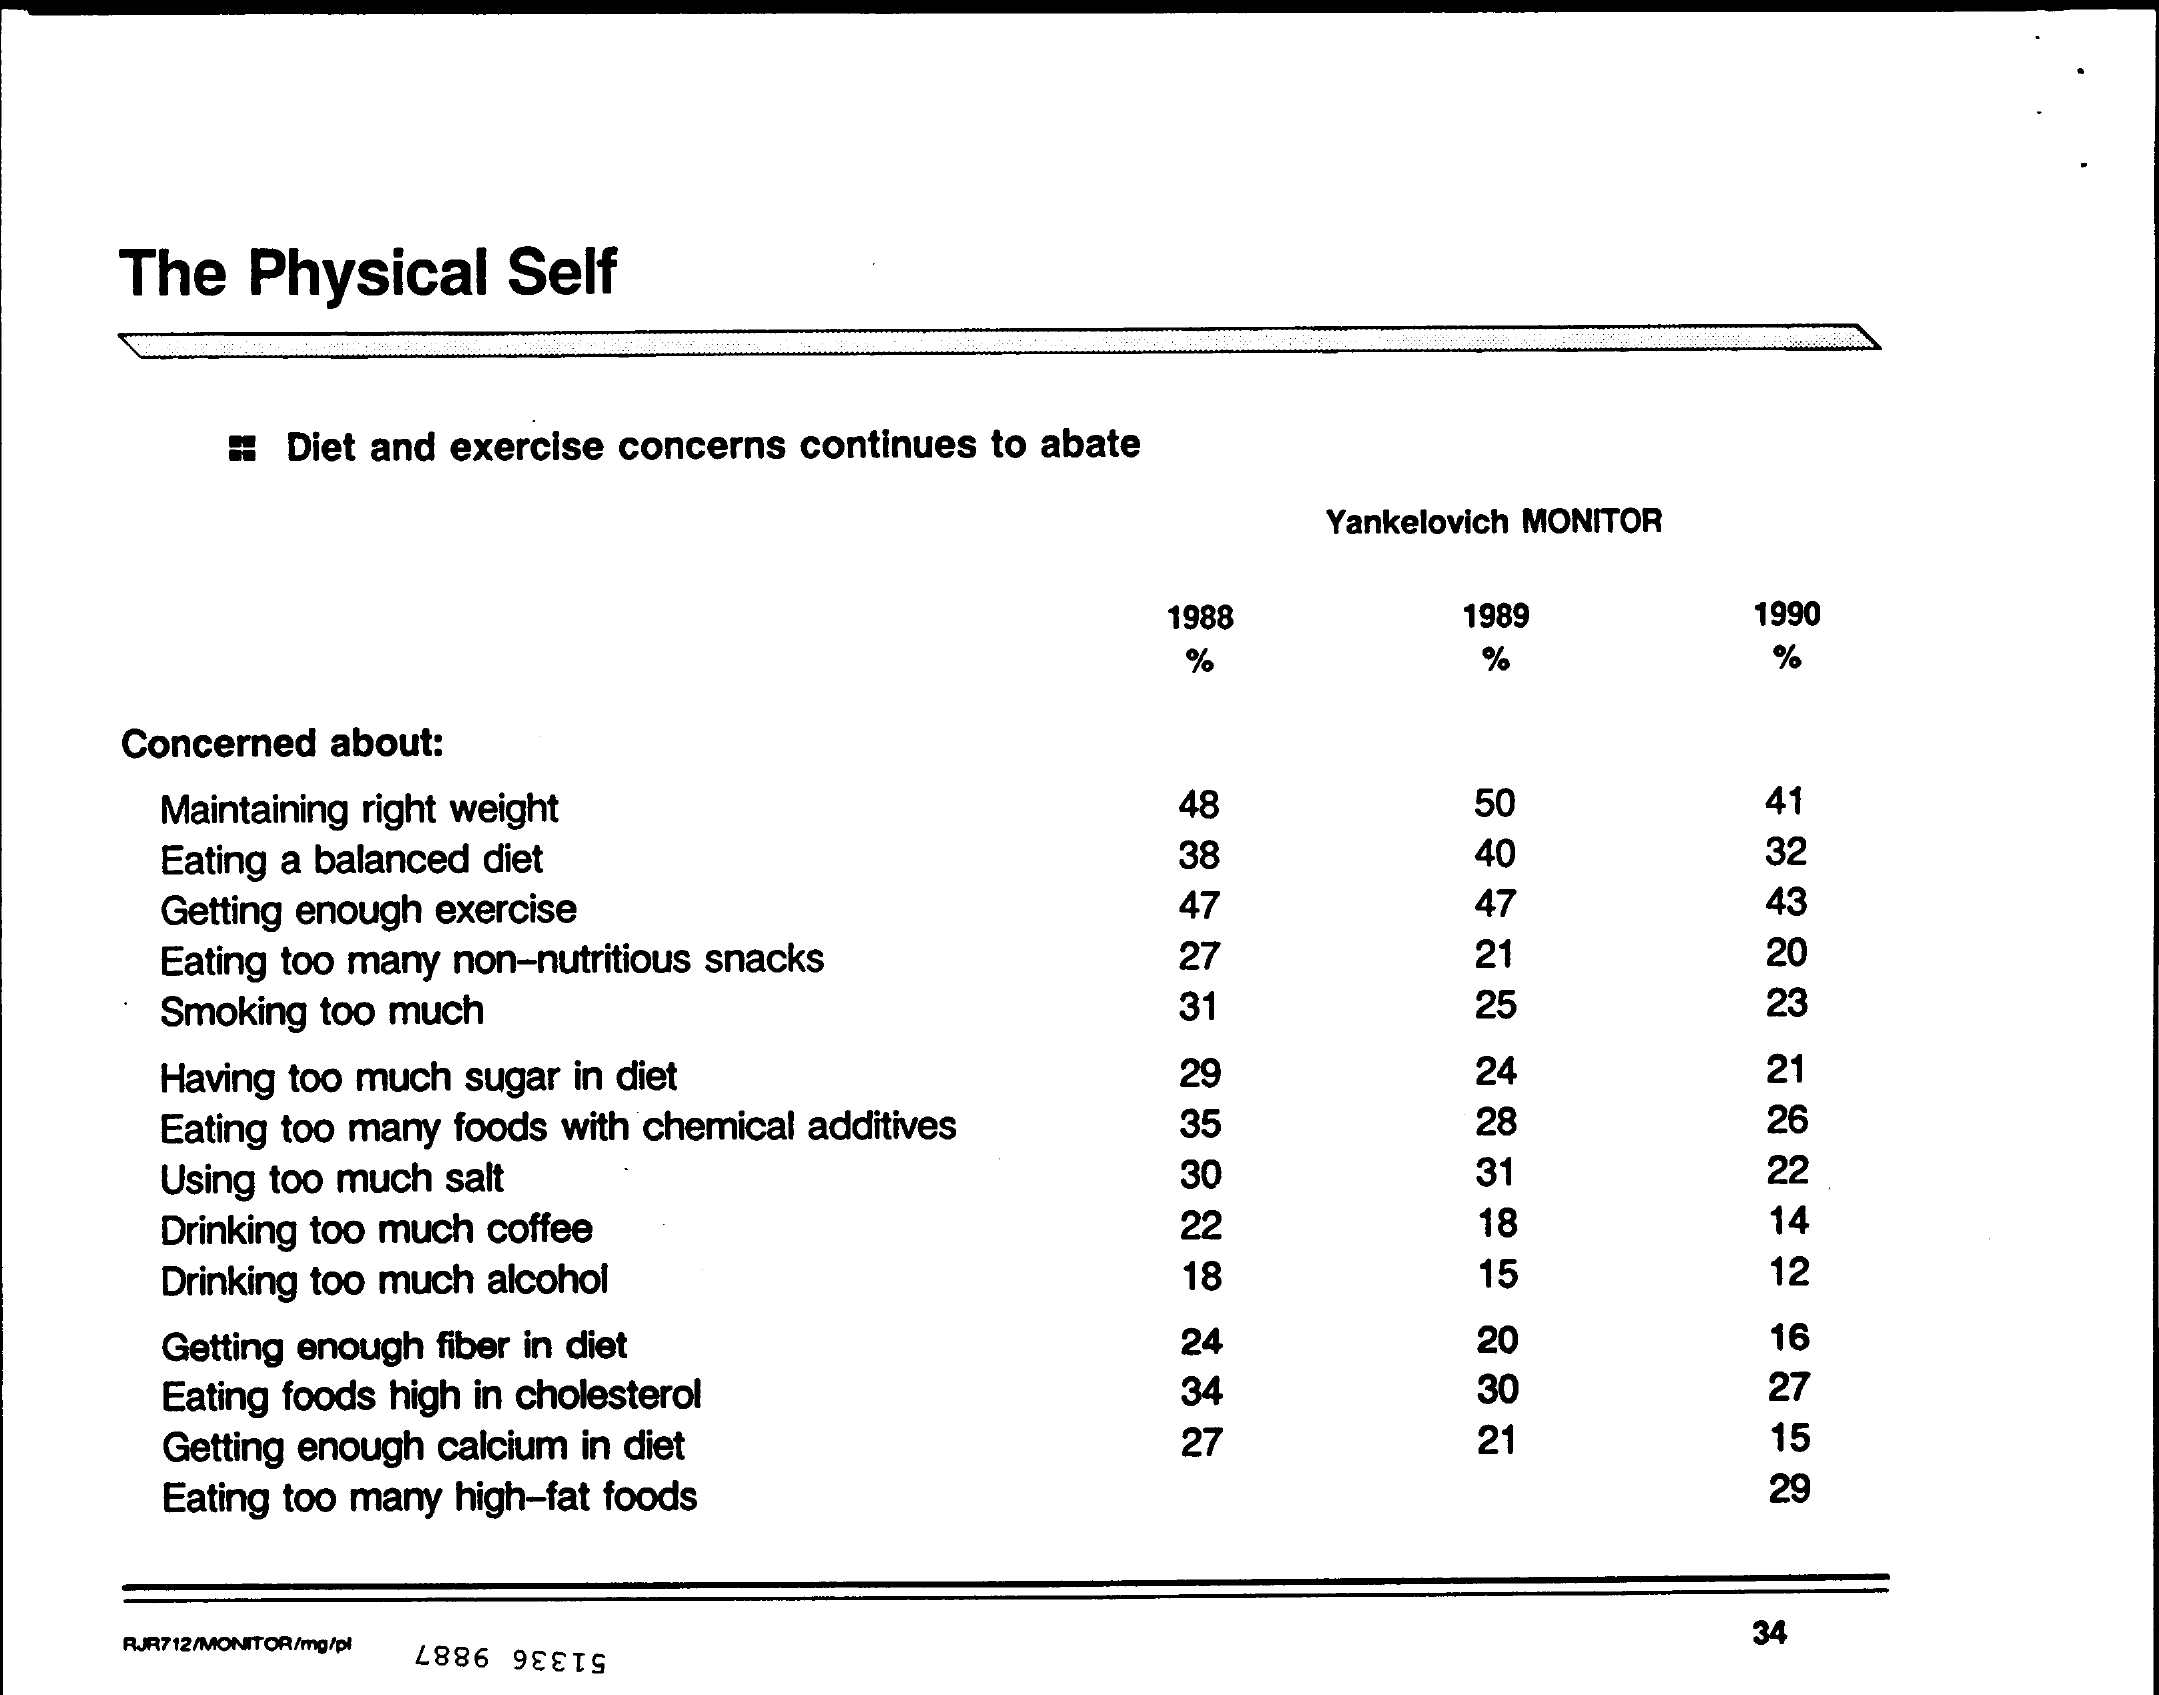 The Physical Self
Diet and exercise concerns continues to abate
Yankelovich MONITOR
1988 1989 1990
% % %
Concerned about:
Maintaining right weight 48 50 41
Eating a balanced diet 38 40 32
Getting enough exercise 47 47 43
Eating too many non-nutritious snacks 27 21 20
Smoking too much 31 25 23
Having too much sugar in diet 29 24 21
Eating too many foods with chemical additives 35 28 26
Using too much salt 30 31 22
Drinking too much coffee 22 18 14
Drinking too much alcohol 18 15 12
Getting enough fiber in diet 24 20 16
Eating foods high in cholesterol 34 30 27
Getting enough calcium in diet 27 21 15
Eating too many high-fat foods 29
34
RJR712/MONITOR/mg/pl
51336 9887